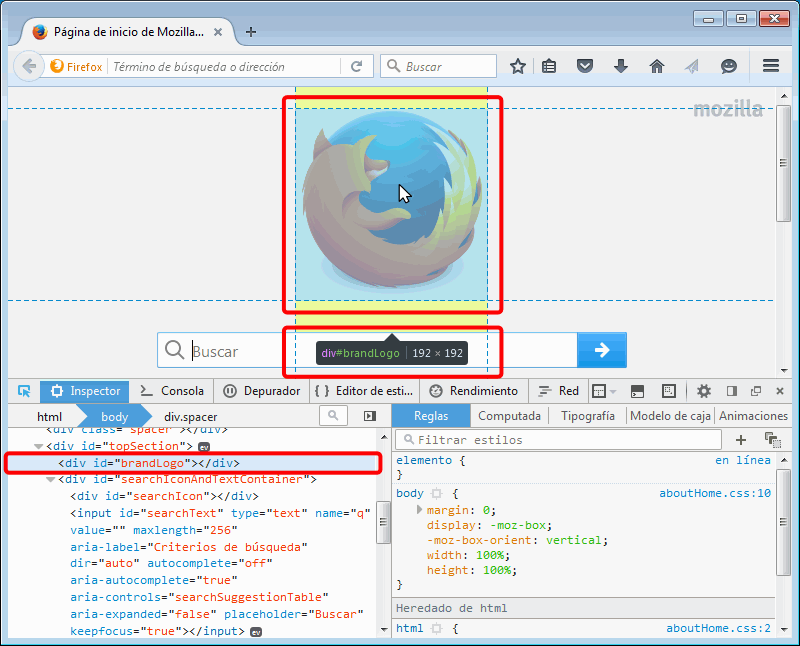 Página de inicio de Mozilla...
Firefox
Término de búsqueda o dirección
Buscar
mozilla
Buscar
div#brandLogo | 192 × 192
Inspector
Consola
Depurador
{ } Editor de esti...
Rendimiento
Red
html
body
div.spacer
Reglas
Computada
Tipografía
Modelo de caja
Animaciones
Filtrar estilos
<div class="spacer"></div>
<div id="topSection"> ev
<div id="brandLogo"></div>
<div id="searchIconAndTextContainer">
<div id="searchIcon"></div>
<input id="searchText" type="text" name="q"
value="" maxlength="256"
aria-label="Criterios de búsqueda"
dir="auto" autocomplete="off"
aria-autocomplete="true"
aria-controls="searchSuggestionTable"
aria-expanded="false" placeholder="Buscar"
keepfocus="true"></input> ev
elemento { en línea
}
body { aboutHome.css:10
margin: 0;
display: -moz-box;
-moz-box-orient: vertical;
width: 100%;
height: 100%;
}
Heredado de html
html { aboutHome.css:2